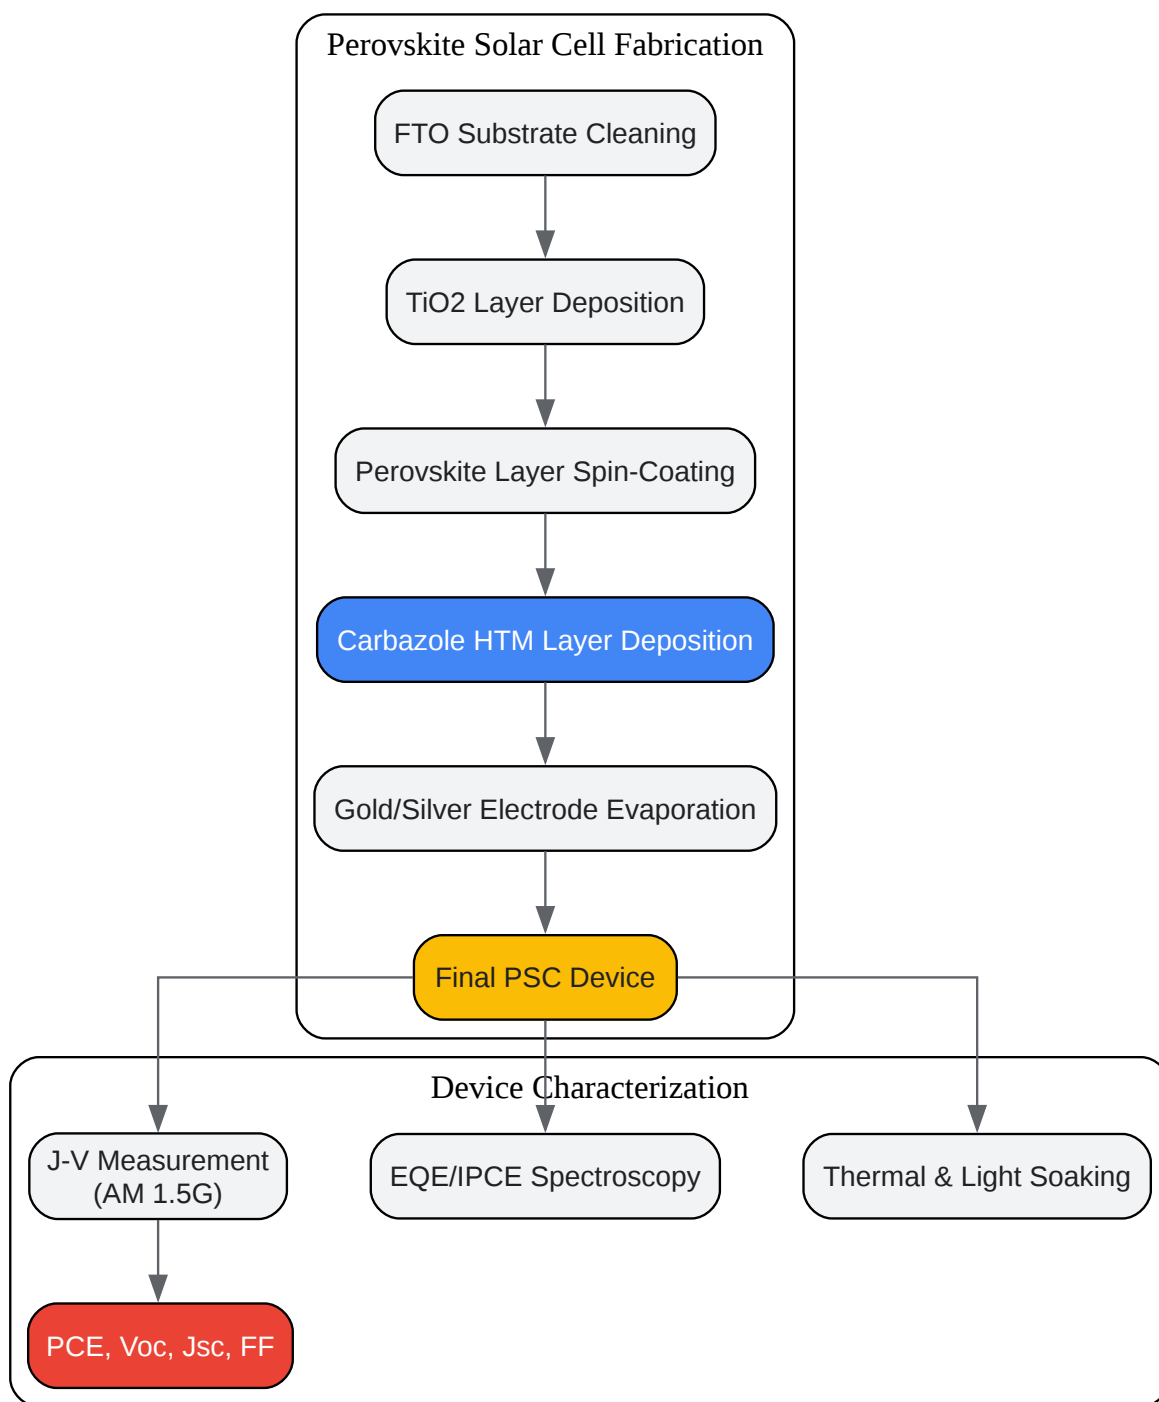 Perovskite Solar Cell Fabrication
FTO Substrate Cleaning
TiO2 Layer Deposition
Perovskite Layer Spin-Coating
Carbazole HTM Layer Deposition
Gold/Silver Electrode Evaporation
Final PSC Device
Device Characterization
J-V Measurement
(AM 1.5G)
EQE/IPCE Spectroscopy
Thermal & Light Soaking
PCE, Voc, Jsc, FF